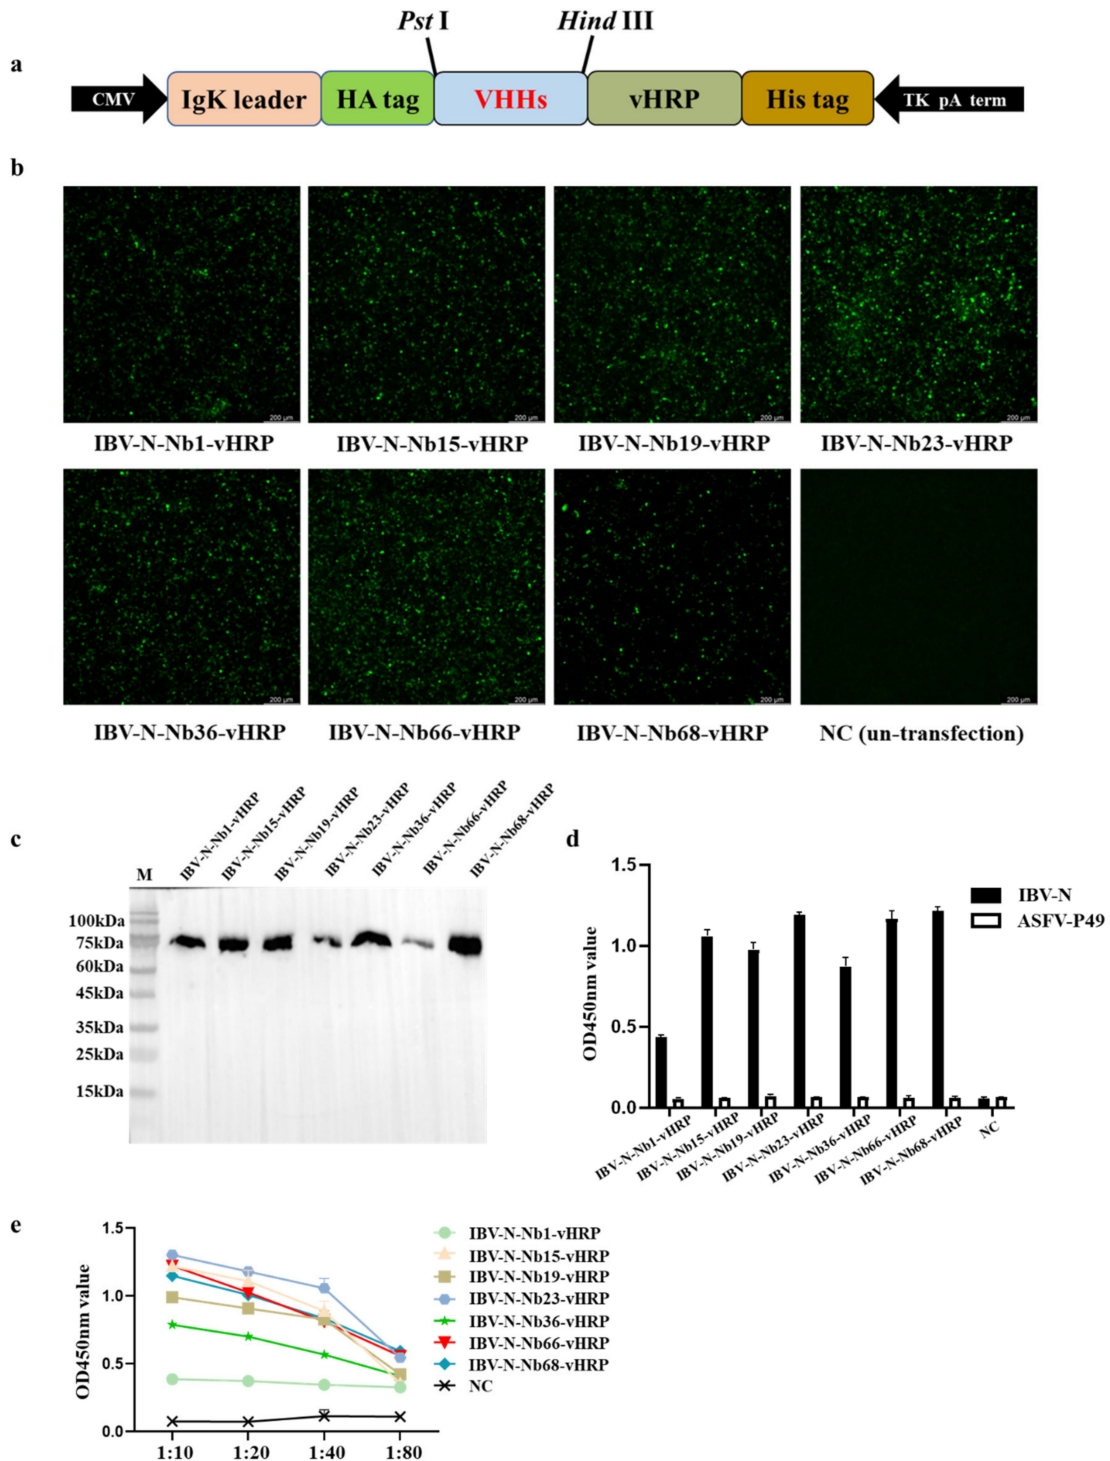 Pst I
Hind III
a
CMV
IgK leader
HA tag
VHHs
vHRP
His tag
TK pA term
b
200 μm
200 μm
200 μm
200 μm
IBV-N-Nb1-vHRP
IBV-N-Nb15-vHRP
IBV-N-Nb19-vHRP
IBV-N-Nb23-vHRP
200 μm
200 μm
200 μm
200 μm
IBV-N-Nb36-vHRP
IBV-N-Nb66-vHRP
IBV-N-Nb68-vHRP
NC (un-transfection)
c
M
IBV-N-Nb1-vHRP
IBV-N-Nb15-vHRP
IBV-N-Nb19-vHRP
IBV-N-Nb23-vHRP
IBV-N-Nb36-vHRP
IBV-N-Nb66-vHRP
IBV-N-Nb68-vHRP
100kDa
75kDa
60kDa
45kDa
35kDa
25kDa
15kDa
d
OD450nm value
1.5
1.0
0.5
0.0
IBV-N
ASFV-P49
IBV-N-Nb1-vHRP
IBV-N-Nb15-vHRP
IBV-N-Nb19-vHRP
IBV-N-Nb23-vHRP
IBV-N-Nb36-vHRP
IBV-N-Nb66-vHRP
IBV-N-Nb68-vHRP
NC
e
OD450nm value
1.5
1.0
0.5
0.0
1:10
1:20
1:40
1:80
IBV-N-Nb1-vHRP
IBV-N-Nb15-vHRP
IBV-N-Nb19-vHRP
IBV-N-Nb23-vHRP
IBV-N-Nb36-vHRP
IBV-N-Nb66-vHRP
IBV-N-Nb68-vHRP
NC